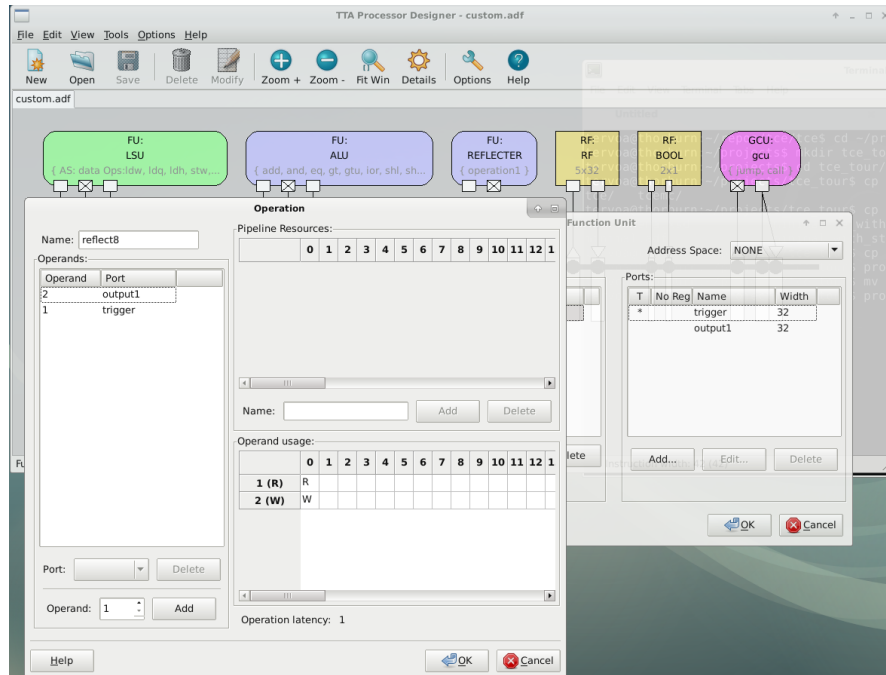 TTA Processor Designer - custom.adf
File Edit View Tools Options Help
New Open Save Delete Modify Zoom + Zoom - Fit Win Details Options Help
custom.adf
FU: FU: FU: RF: RF: GCU:
LSU ALU REFLECTER RF BOOL gcu
{ AS: data Ops:ldw, ldq, ldh, stw,... { add, and, eq, gt, gtu, ior, shl, sh... { operation1 } 5x32 2x1 { jump, call }
Operation
Name: reflect8
Operands:
Operand Port
2 output1
1 trigger
Port: Delete
Operand: 1 Add
Pipeline Resources:
0 1 2 3 4 5 6 7 8 9 10 11 12 1
Name: Add Delete
Operand usage:
0 1 2 3 4 5 6 7 8 9 10 11 12 1
1 (R) R
2 (W) W
Operation latency: 1
Help OK Cancel
Function Unit
Address Space: NONE
Ports:
T No Reg Name Width
* trigger 32
output1 32
lete Add... Edit... Delete
OK Cancel